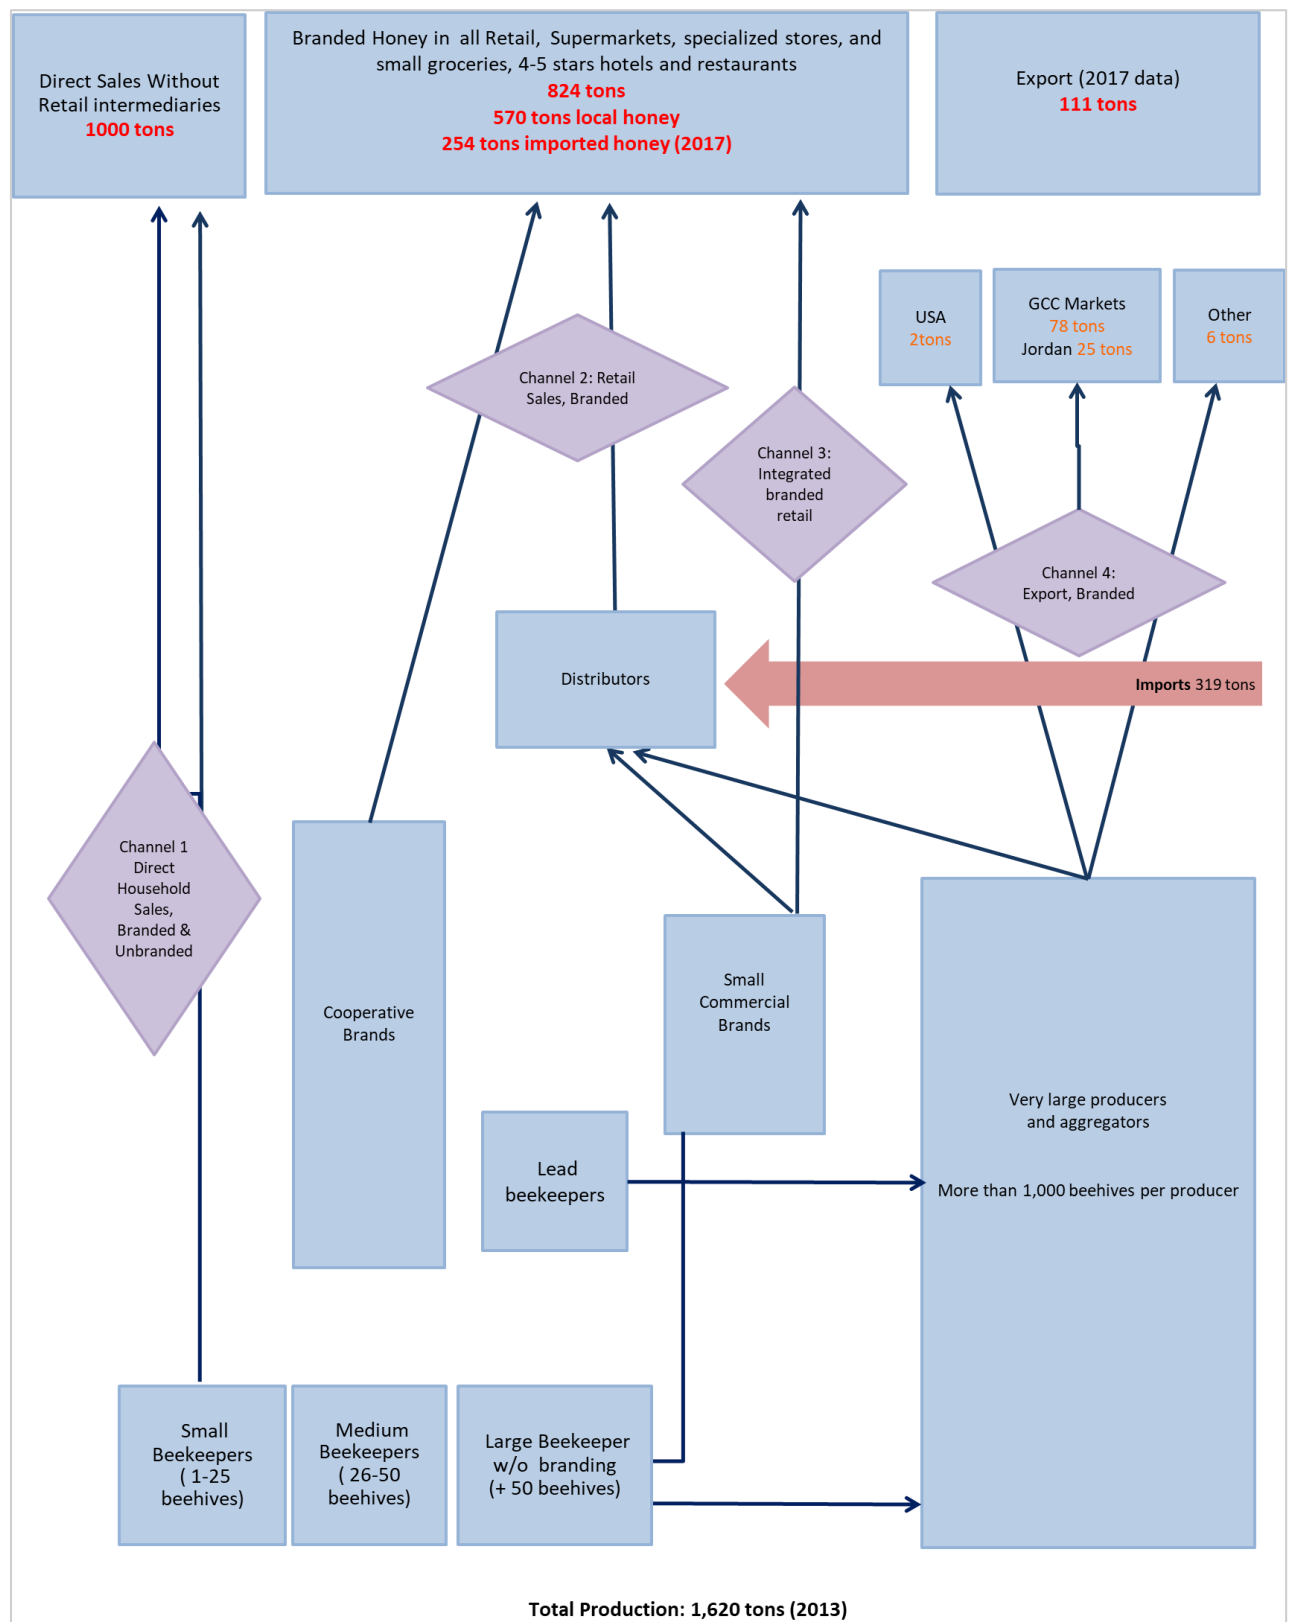 Direct Sales Without
Retail intermediaries
1000 tons
Branded Honey in all Retail, Supermarkets, specialized stores, and
small groceries, 4-5 stars hotels and restaurants
824 tons
570 tons local honey
254 tons imported honey (2017)
Export (2017 data)
111 tons
USA
2tons
GCC Markets
78 tons
Jordan 25 tons
Other
6 tons
Channel 2: Retail
Sales, Branded
Channel 3:
Integrated
branded
retail
Channel 4:
Export, Branded
Distributors
Imports 319 tons
Channel 1
Direct
Household
Sales,
Branded &
Unbranded
Cooperative
Brands
Small
Commercial
Brands
Very large producers
and aggregators
More than 1,000 beehives per producer
Lead
beekeepers
Small
Beekeepers
( 1-25
beehives)
Medium
Beekeepers
( 26-50
beehives)
Large Beekeeper
w/o branding
(+ 50 beehives)
Total Production: 1,620 tons (2013)